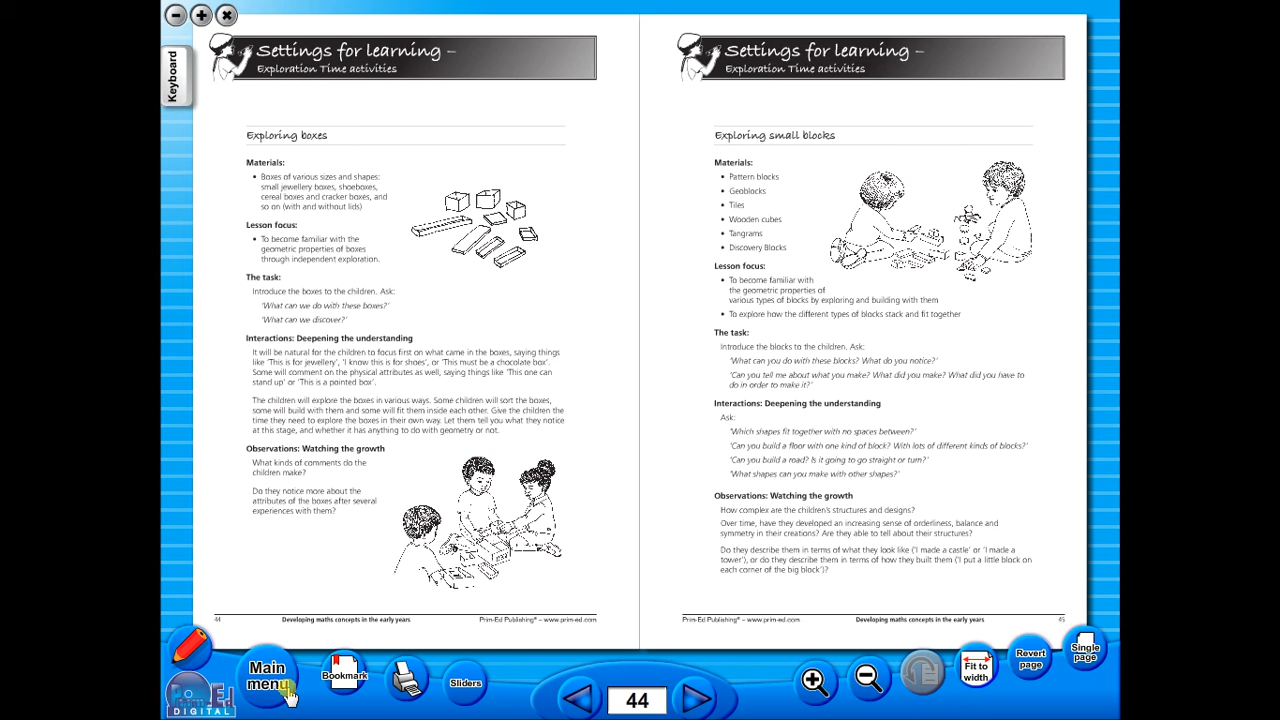 Keyboard
Settings for learning –
Exploration Time activities
Exploring boxes
Materials:
• Boxes of various sizes and shapes:
small jewellery boxes, shoeboxes,
cereal boxes and cracker boxes, and
so on (with and without lids)
Lesson focus:
• To become familiar with the
geometric properties of boxes
through independent exploration.
The task:
Introduce the boxes to the children. Ask:
'What can we do with these boxes?'
'What can we discover?'
Interactions: Deepening the understanding
It will be natural for the children to focus first on what came in the boxes, saying things
like 'This is for jewellery', 'I know this is for shoes', or 'This must be a chocolate box'.
Some will comment on the physical attributes as well, saying things like 'This one can
stand up' or 'This is a pointed box'.
The children will explore the boxes in various ways. Some children will sort the boxes,
some will build with them and some will fit them inside each other. Give the children the
time they need to explore the boxes in their own way. Let them tell you what they notice
at this stage, and whether it has anything to do with geometry or not.
Observations: Watching the growth
What kinds of comments do the
children make?
Do they notice more about the
attributes of the boxes after several
experiences with them?
44
Developing maths concepts in the early years
Prim-Ed Publishing® – www.prim-ed.com
Settings for learning –
Exploration Time activities
Exploring small blocks
Materials:
• Pattern blocks
• Geoblocks
• Tiles
• Wooden cubes
• Tangrams
• Discovery Blocks
Lesson focus:
• To become familiar with
the geometric properties of
various types of blocks by exploring and building with them
• To explore how the different types of blocks stack and fit together
The task:
Introduce the blocks to the children. Ask:
'What can you do with these blocks? What do you notice?'
'Can you tell me about what you make? What did you make? What did you have to
do in order to make it?'
Interactions: Deepening the understanding
Ask:
'Which shapes fit together with no spaces between?'
'Can you build a floor with one kind of block? With lots of different kinds of blocks?'
'Can you build a road? Is it going to go straight or turn?'
'What shapes can you make with other shapes?'
Observations: Watching the growth
How complex are the children's structures and designs?
Over time, have they developed an increasing sense of orderliness, balance and
symmetry in their creations? Are they able to tell about their structures?
Do they describe them in terms of what they look like ('I made a castle' or 'I made a
tower'), or do they describe them in terms of how they built them ('I put a little block on
each corner of the big block')?
Prim-Ed Publishing® – www.prim-ed.com
Developing maths concepts in the early years
45
Main
menu
Bookmark
Sliders
44
Fit to
width
Revert
page
Single
page
DIGITAL